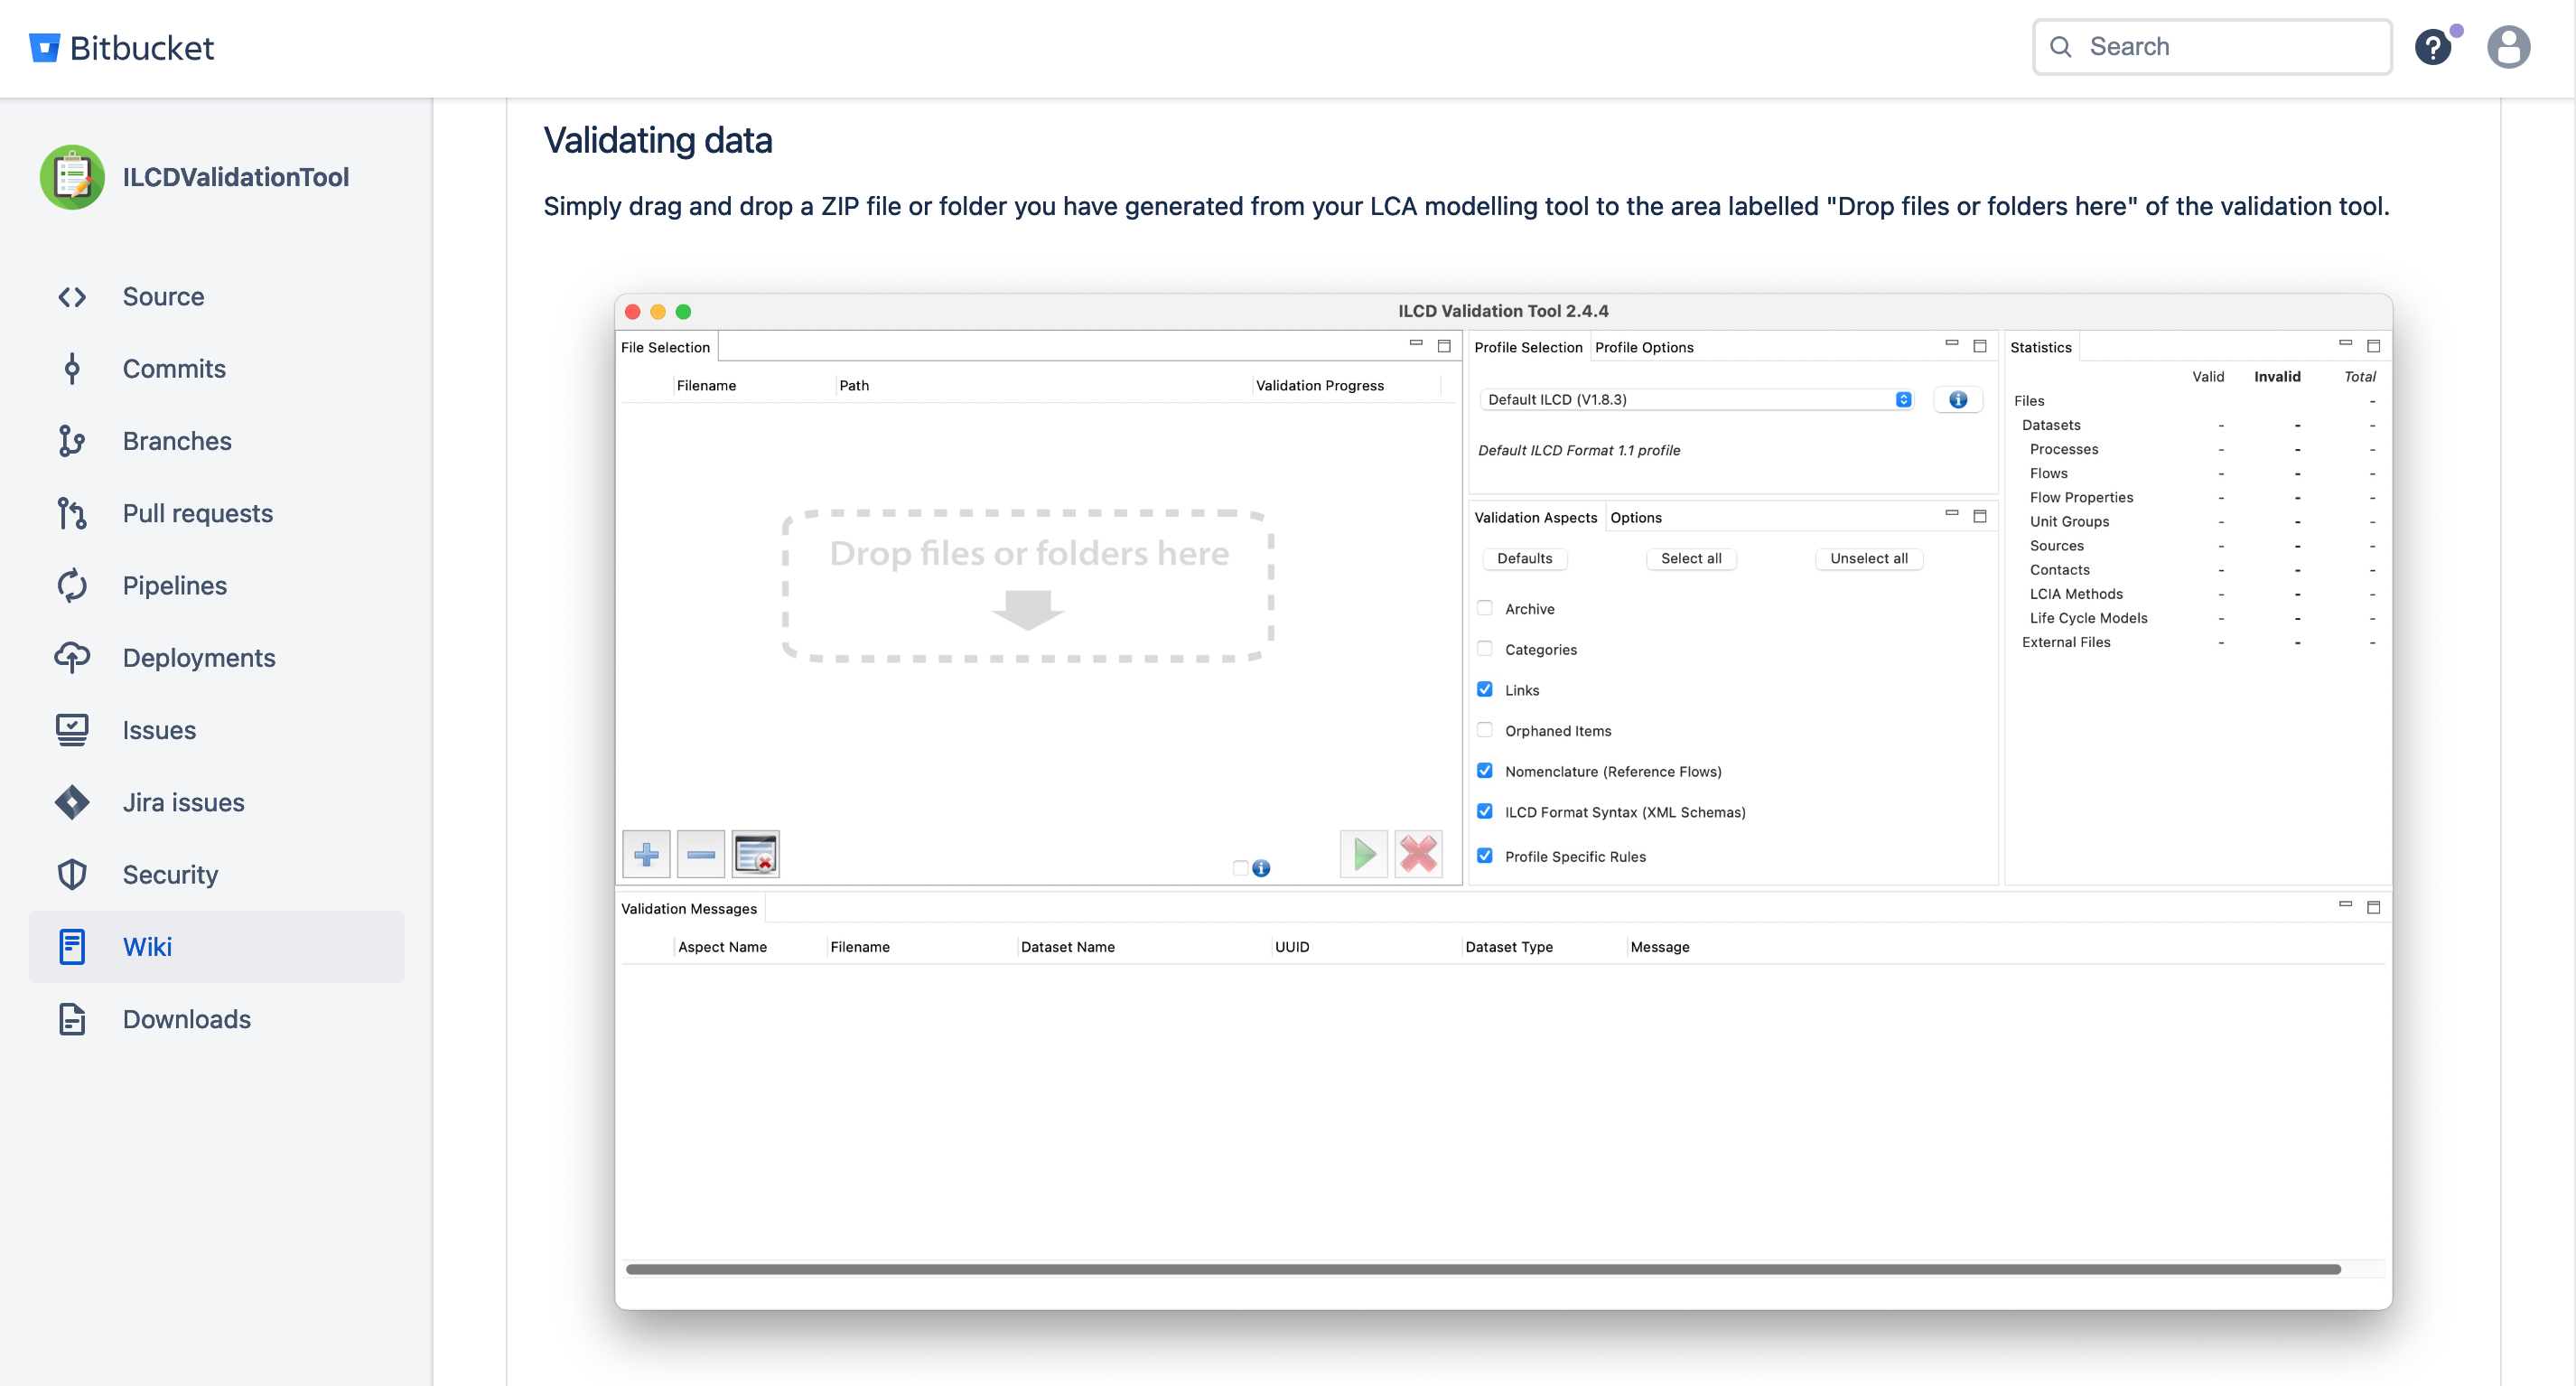 Bitbucket
Search
ILCDValidationTool
Source
Commits
Branches
Pull requests
Pipelines
Deployments
Issues
Jira issues
Security
Wiki
Downloads
Validating data
Simply drag and drop a ZIP file or folder you have generated from your LCA modelling tool to the area labelled "Drop files or folders here" of the validation tool.
ILCD Validation Tool 2.4.4
File Selection
Filename Path Validation Progress
Drop files or folders here
Profile Selection Profile Options
Default ILCD (V1.8.3)
Default ILCD Format 1.1 profile
Validation Aspects Options
Defaults Select all Unselect all
Archive
Categories
Links
Orphaned Items
Nomenclature (Reference Flows)
ILCD Format Syntax (XML Schemas)
Profile Specific Rules
Statistics
Valid Invalid Total
Files -
Datasets - - -
Processes - - -
Flows - - -
Flow Properties - - -
Unit Groups - - -
Sources - - -
Contacts - - -
LCIA Methods - - -
Life Cycle Models - - -
External Files - - -
Validation Messages
Aspect Name Filename Dataset Name UUID Dataset Type Message